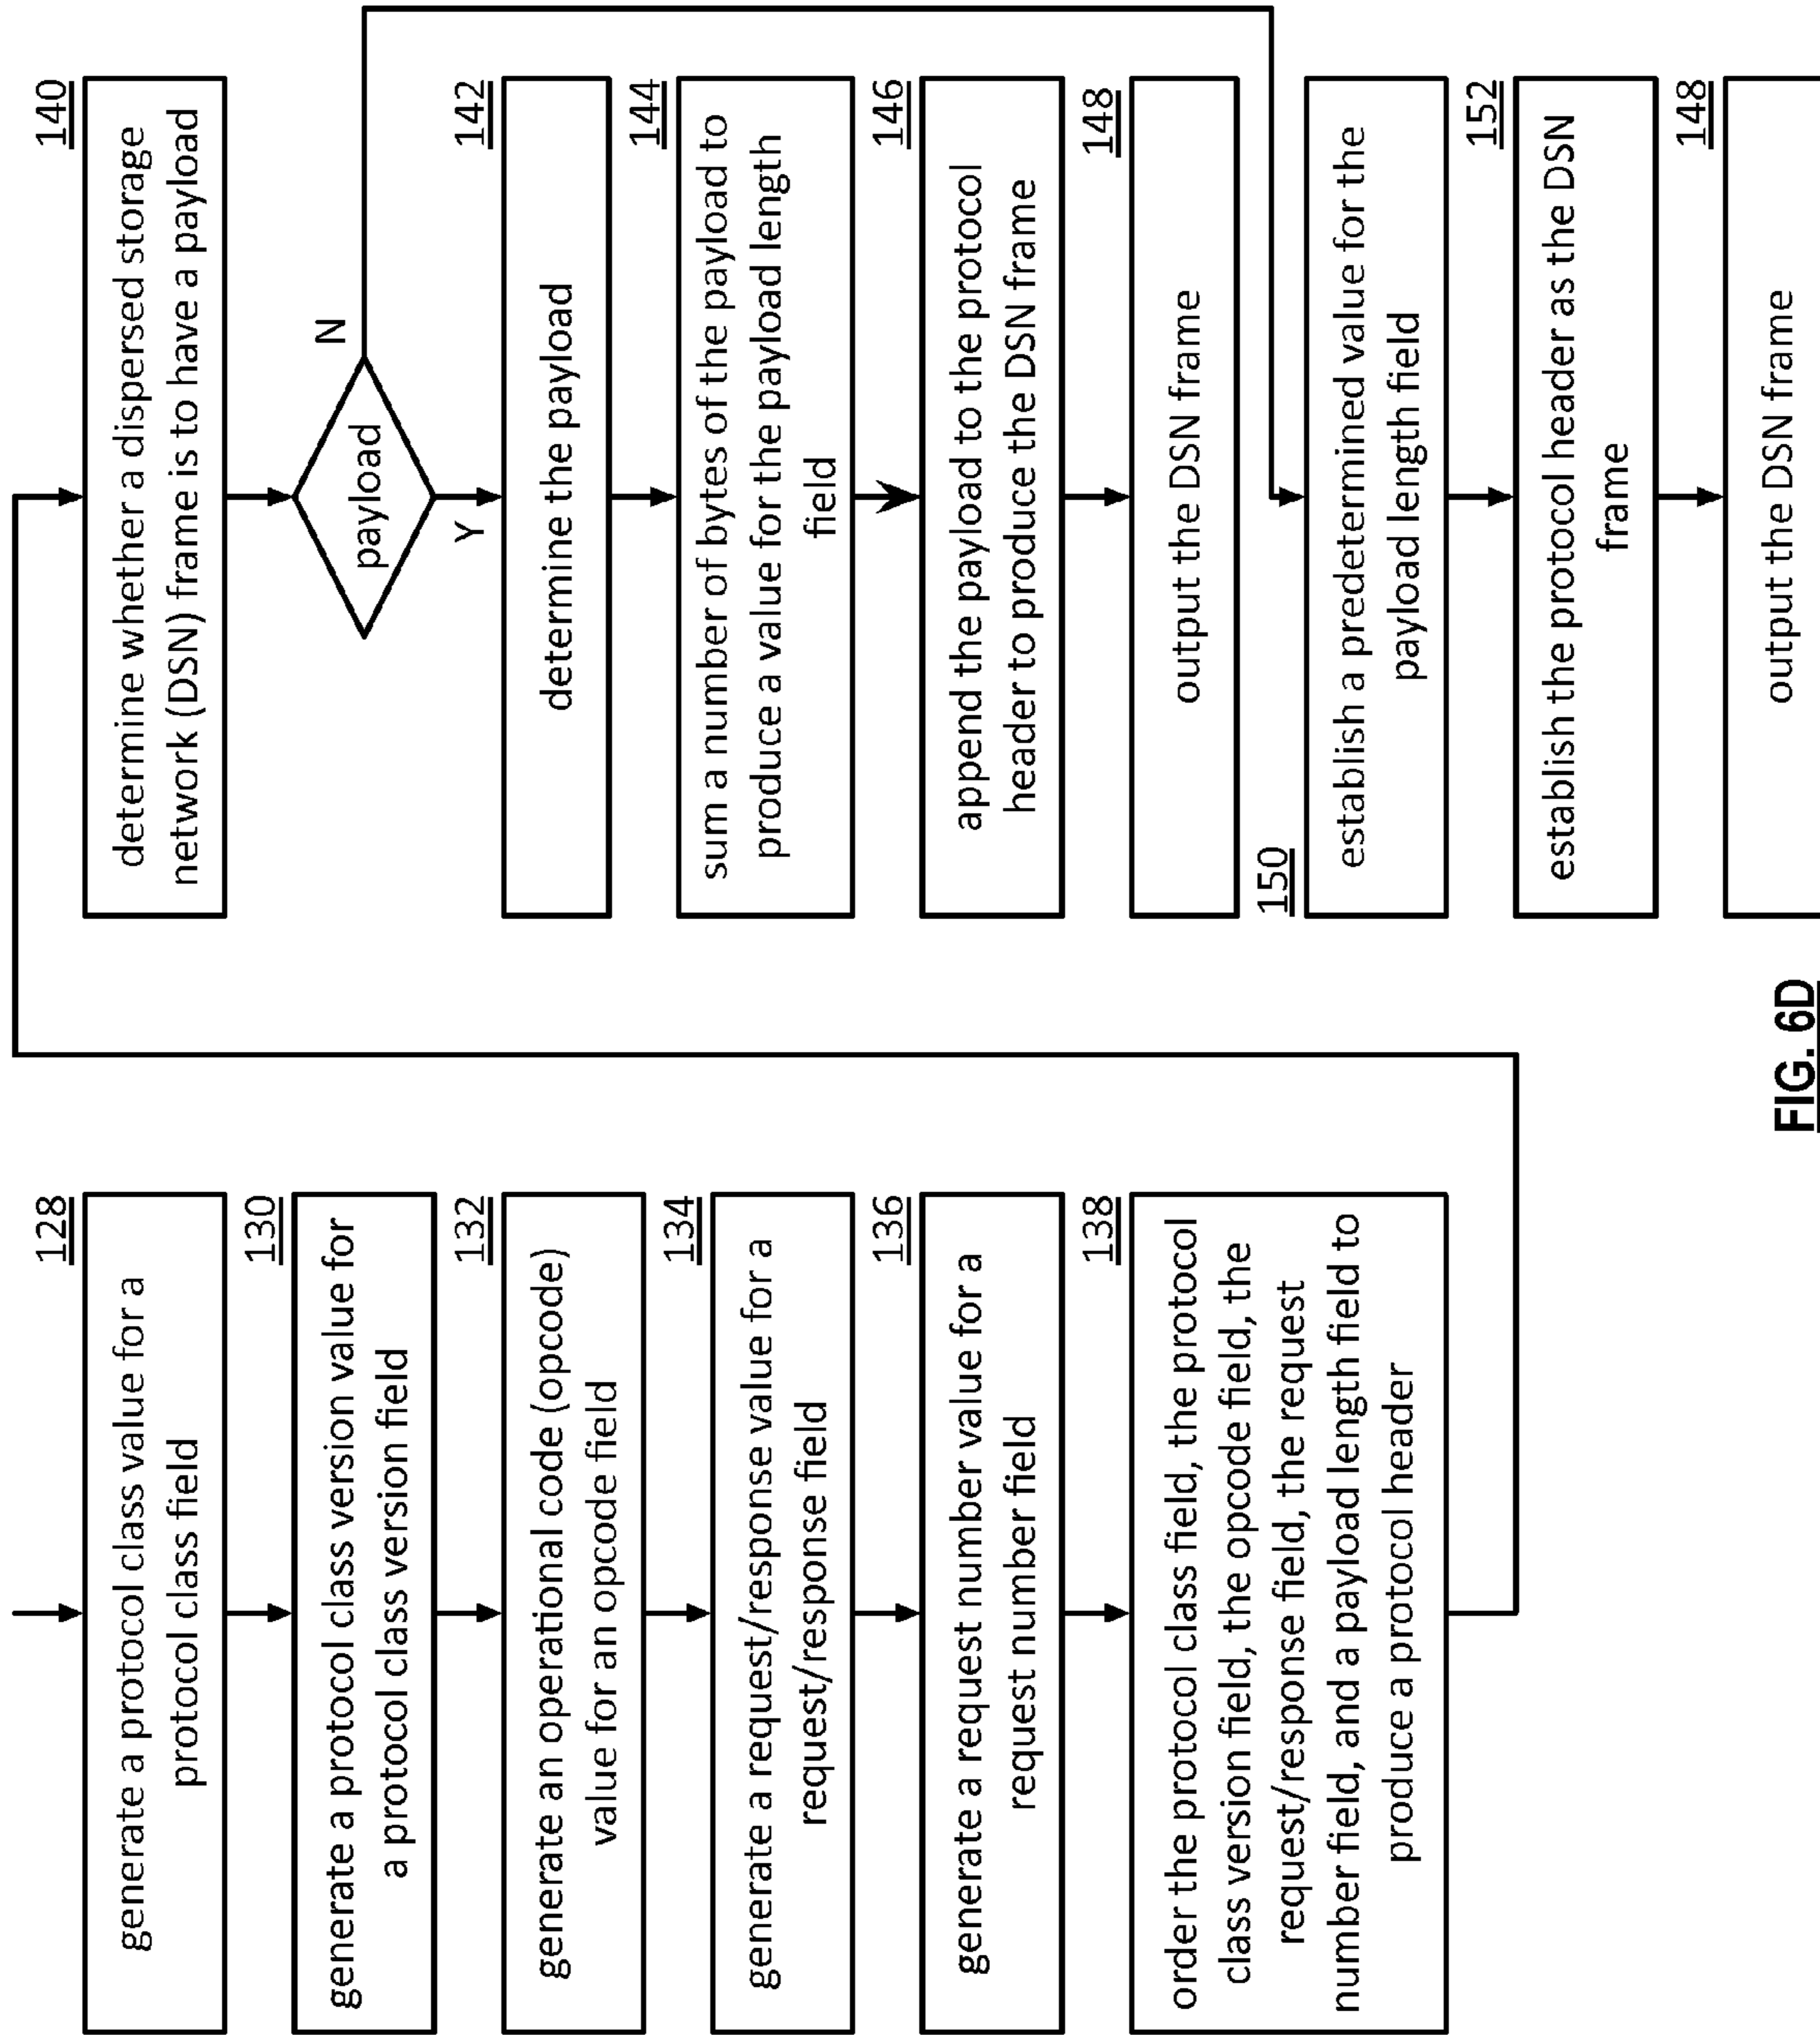 128
generate a protocol class value for a
protocol class field
130
generate a protocol class version value for
a protocol class version field
132
generate an operational code (opcode)
value for an opcode field
134
generate a request/response value for a
request/response field
136
generate a request number value for a
request number field
138
order the protocol class field, the protocol
class version field, the opcode field, the
request/response field, the request
number field, and a payload length field to
produce a protocol header
140
determine whether a dispersed storage
network (DSN) frame is to have a payload
payload
N
Y
142
determine the payload
144
sum a number of bytes of the payload to
produce a value for the payload length
field
146
append the payload to the protocol
header to produce the DSN frame
148
output the DSN frame
150
establish a predetermined value for the
payload length field
152
establish the protocol header as the DSN
frame
148
output the DSN frame
FIG. 6D